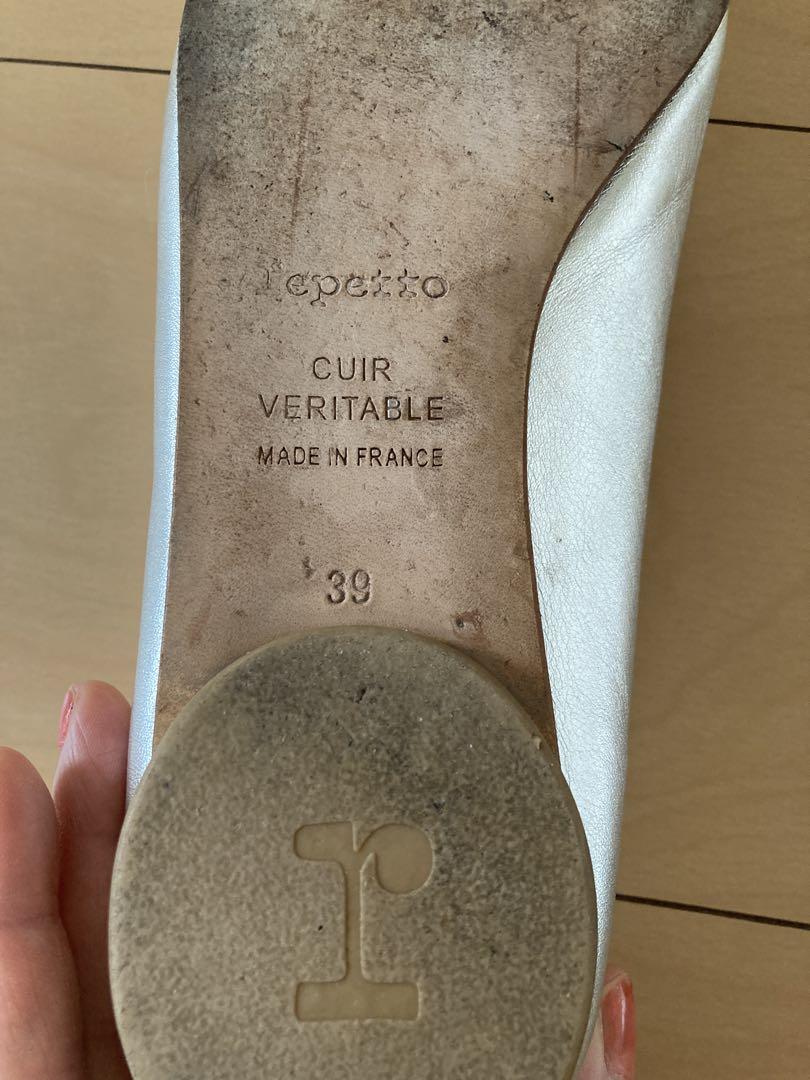 repetto
CUIR
VERITABLE
MADE IN FRANCE
39
r